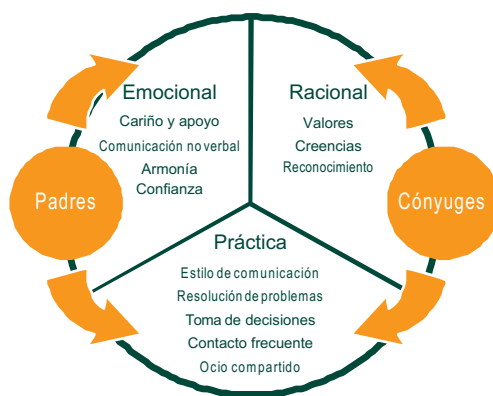 Emocional
Cariño y apoyo
Comunicación no verbal
Armonía
Confianza
Racional
Valores
Creencias
Reconocimiento
Padres
Cónyuges
Práctica
Estilo de comunicación
Resolución de problemas
Toma de decisiones
Contacto frecuente
Ocio compartido